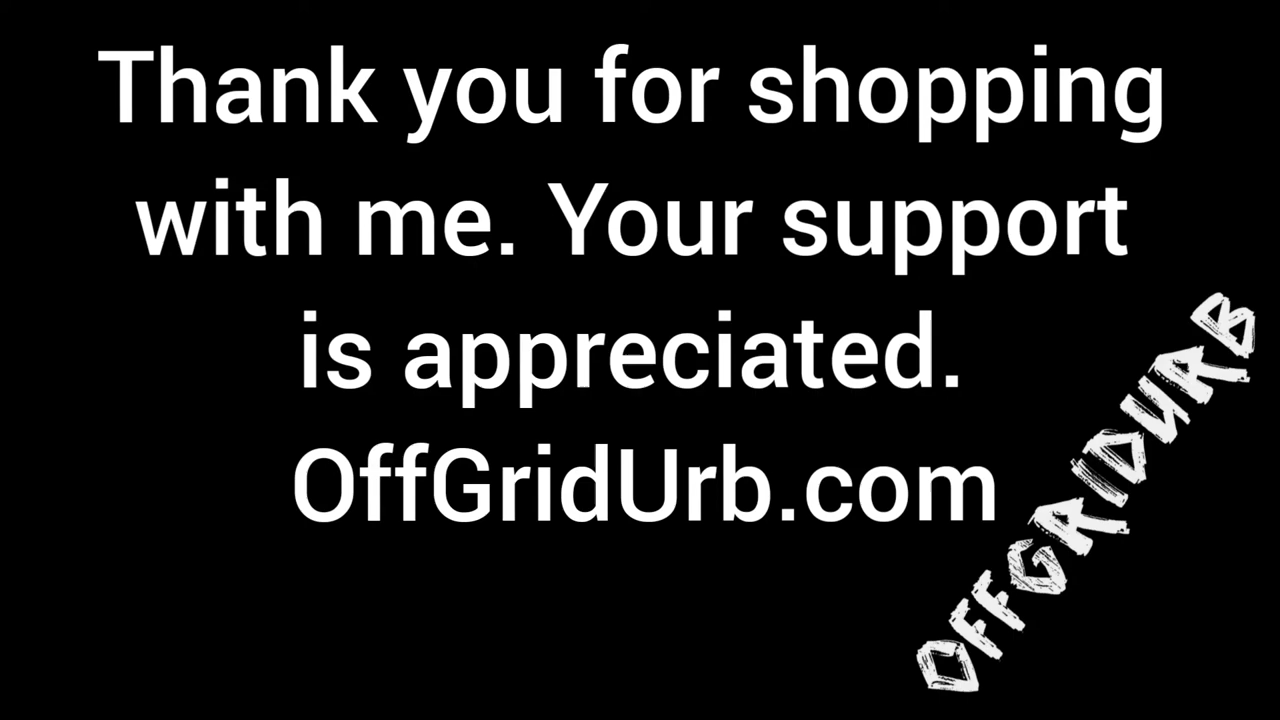 Thank you for shopping
with me. Your support
is appreciated.
OffGridUrb.com
OFFGRIDURB